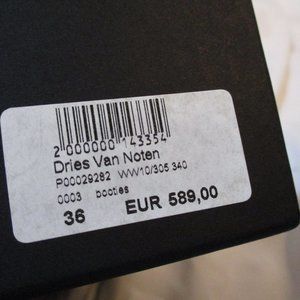 2 000000 143354
Dries Van Noten
P00029282 WW10/305 340
0003 booties
36 EUR 589,00